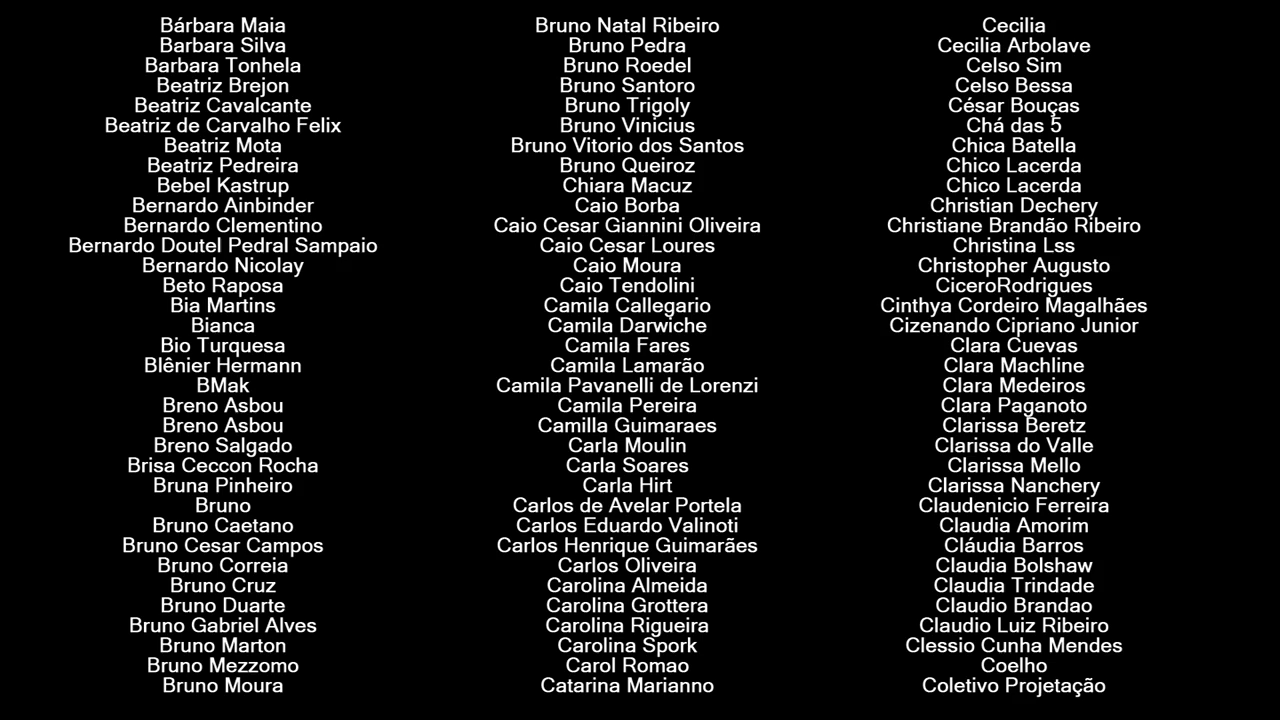 Bárbara Maia
Barbara Silva
Barbara Tonhela
Beatriz Brejon
Beatriz Cavalcante
Beatriz de Carvalho Felix
Beatriz Mota
Beatriz Pedreira
Bebel Kastrup
Bernardo Ainbinder
Bernardo Clementino
Bernardo Doutel Pedral Sampaio
Bernardo Nicolay
Beto Raposa
Bia Martins
Bianca
Bio Turquesa
Blênier Hermann
BMak
Breno Asbou
Breno Asbou
Breno Salgado
Brisa Ceccon Rocha
Bruna Pinheiro
Bruno
Bruno Caetano
Bruno Cesar Campos
Bruno Correia
Bruno Cruz
Bruno Duarte
Bruno Gabriel Alves
Bruno Marton
Bruno Mezzomo
Bruno Moura
Bruno Natal Ribeiro
Bruno Pedra
Bruno Roedel
Bruno Santoro
Bruno Trigoly
Bruno Vinicius
Bruno Vitorio dos Santos
Bruno Queiroz
Chiara Macuz
Caio Borba
Caio Cesar Giannini Oliveira
Caio Cesar Loures
Caio Moura
Caio Tendolini
Camila Callegario
Camila Darwiche
Camila Fares
Camila Lamarão
Camila Pavanelli de Lorenzi
Camila Pereira
Camilla Guimaraes
Carla Moulin
Carla Soares
Carla Hirt
Carlos de Avelar Portela
Carlos Eduardo Valinoti
Carlos Henrique Guimarães
Carlos Oliveira
Carolina Almeida
Carolina Grottera
Carolina Rigueira
Carolina Spork
Carol Romao
Catarina Marianno
Cecilia
Cecilia Arbolave
Celso Sim
Celso Bessa
César Bouças
Chá das 5
Chica Batella
Chico Lacerda
Chico Lacerda
Christian Dechery
Christiane Brandão Ribeiro
Christina Lss
Christopher Augusto
CiceroRodrigues
Cinthya Cordeiro Magalhães
Cizenando Cipriano Junior
Clara Cuevas
Clara Machline
Clara Medeiros
Clara Paganoto
Clarissa Beretz
Clarissa do Valle
Clarissa Mello
Clarissa Nanchery
Claudenicio Ferreira
Claudia Amorim
Cláudia Barros
Claudia Bolshaw
Claudia Trindade
Claudio Brandao
Claudio Luiz Ribeiro
Clessio Cunha Mendes
Coelho
Coletivo Projetação